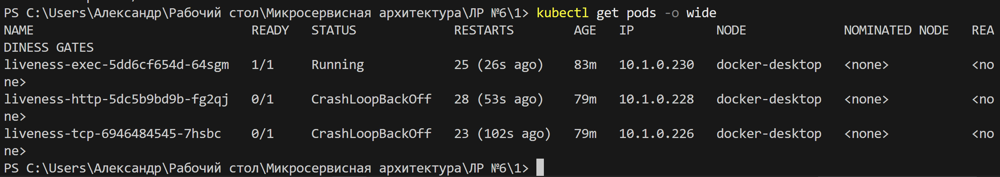 PS C:\Users\Александр\Рабочий стол\Микросервисная архитектура\ЛР №6\1> kubectl get pods -o wide
NAME                             READY   STATUS             RESTARTS        AGE   IP           NODE             NOMINATED NODE   REA
DINESS GATES
liveness-exec-5dd6cf654d-64sgm   1/1     Running            25 (26s ago)    83m   10.1.0.230   docker-desktop   <none>           <no
ne>
liveness-http-5dc5b9bd9b-fg2qj   0/1     CrashLoopBackOff   28 (53s ago)    79m   10.1.0.228   docker-desktop   <none>           <no
ne>
liveness-tcp-6946484545-7hsbc    0/1     CrashLoopBackOff   23 (102s ago)   79m   10.1.0.226   docker-desktop   <none>           <no
ne>
PS C:\Users\Александр\Рабочий стол\Микросервисная архитектура\ЛР №6\1>